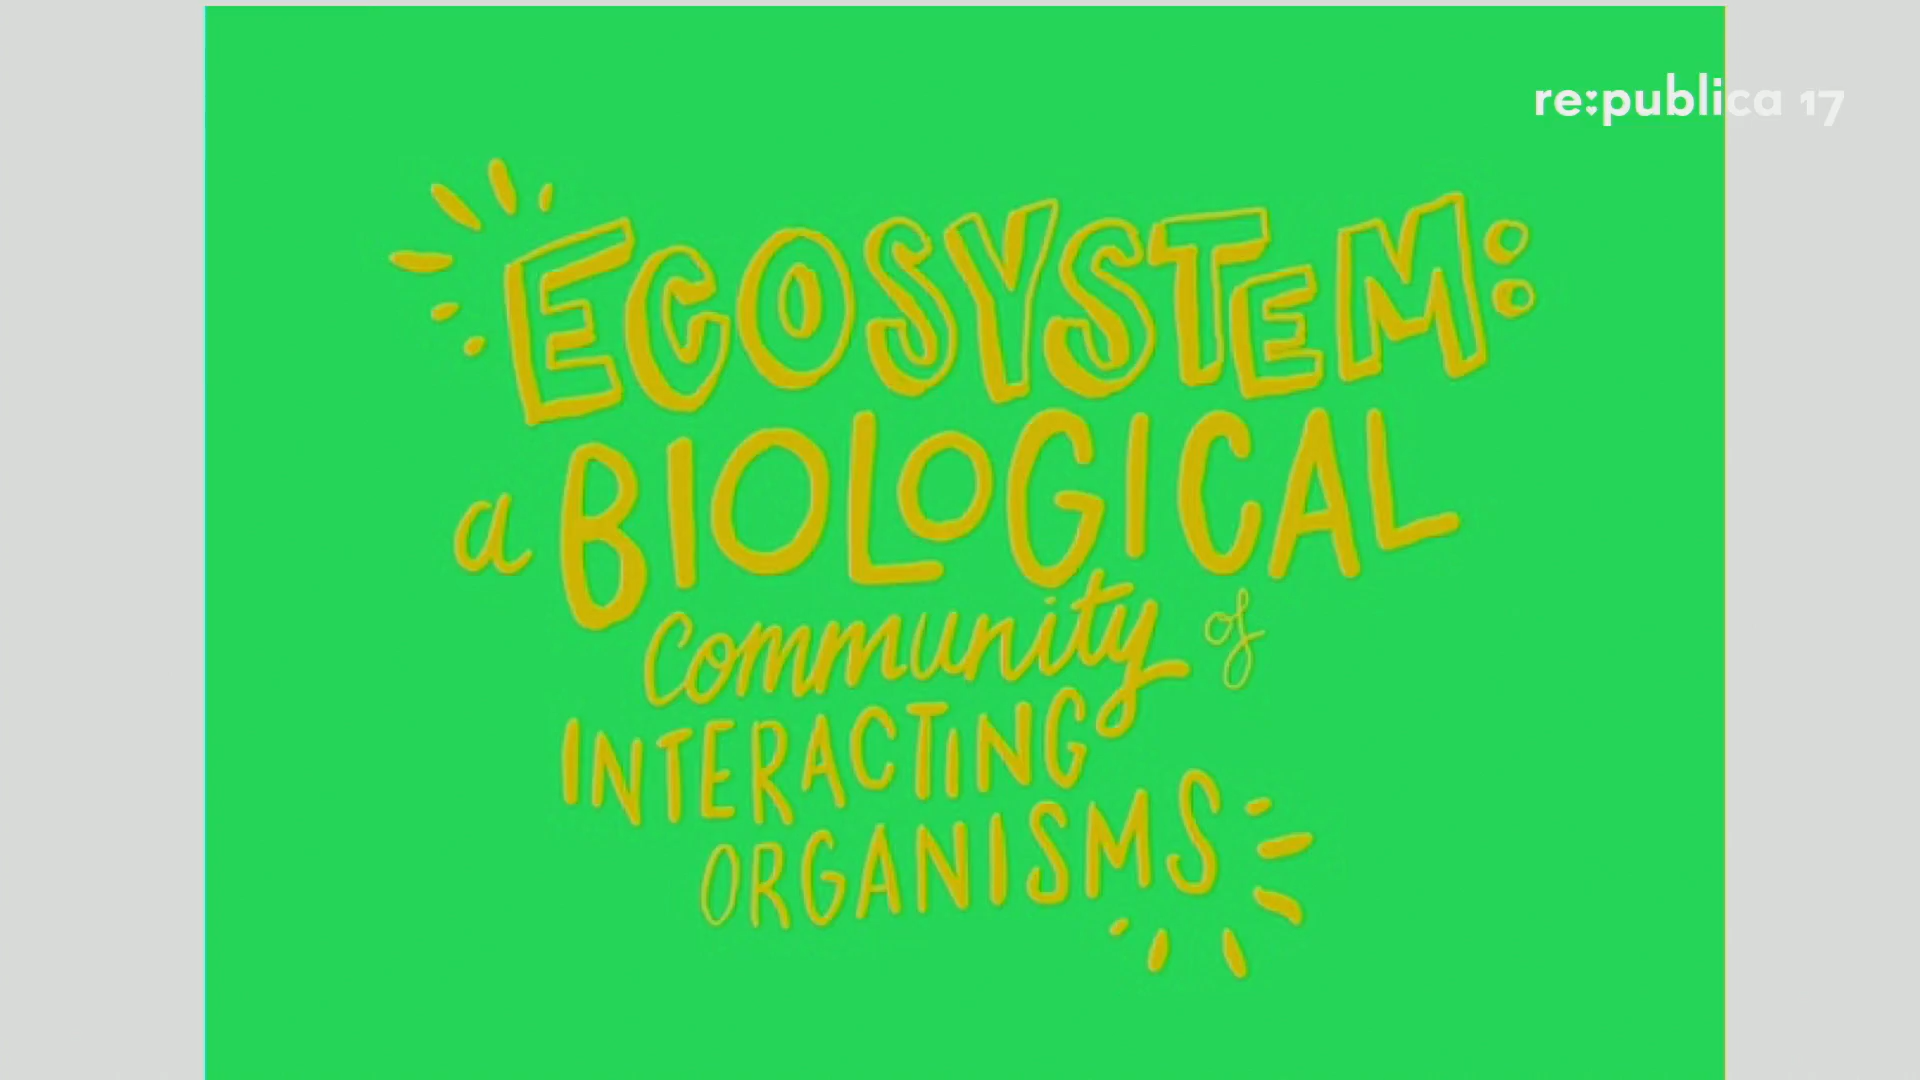 re:publica 17
ECOSYSTEM:
a BIOLOGICAL
Community of
INTERACTING
ORGANISMS